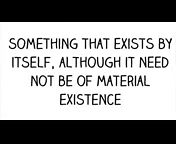 SOMETHING THAT EXISTS BY
ITSELF, ALTHOUGH IT NEED
NOT BE OF MATERIAL
EXISTENCE